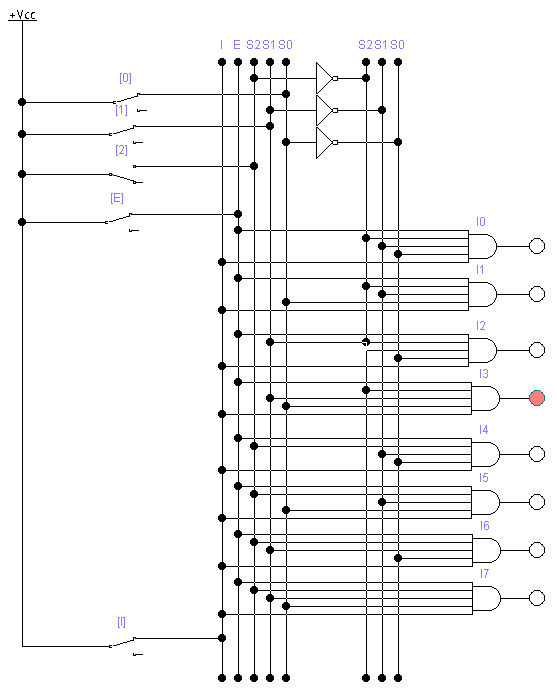 +Vcc
I E S2 S1 S0 S2 S1 S0
[0]
[1]
[2]
[E]
I0
I1
I2
I3
I4
I5
I6
I7
[I]